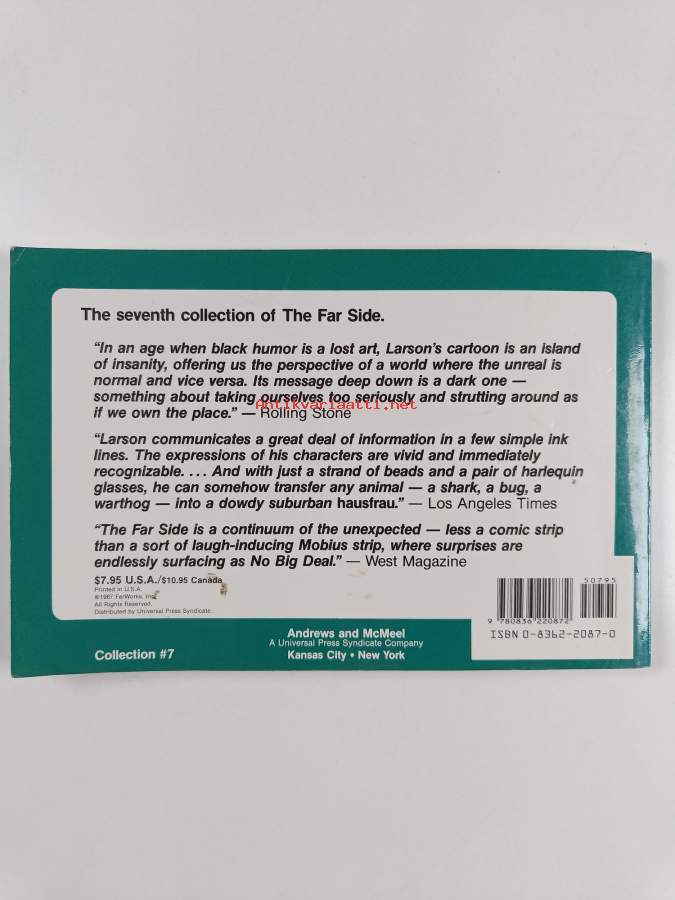 The seventh collection of The Far Side.
"In an age when black humor is a lost art, Larson's cartoon is an island
of insanity, offering us the perspective of a world where the unreal is
normal and vice versa. Its message deep down is a dark one —
something about taking ourselves too seriously and strutting around as
Antikvariaatti.net
if we own the place." — Rolling Stone
"Larson communicates a great deal of information in a few simple ink
lines. The expressions of his characters are vivid and immediately
recognizable. . . . And with just a strand of beads and a pair of harlequin
glasses, he can somehow transfer any animal — a shark, a bug, a
warthog — into a dowdy suburban hausfrau." — Los Angeles Times
"The Far Side is a continuum of the unexpected — less a comic strip
than a sort of laugh-inducing Mobius strip, where surprises are
endlessly surfacing as No Big Deal." — West Magazine
$7.95 U.S.A./$10.95 Canada
Printed in U.S.A.
©1987 FarWorks, Inc.
All Rights Reserved.
Distributed by Universal Press Syndicate
50795
9 780836 220872
ISBN 0-8362-2087-0
Andrews and McMeel
A Universal Press Syndicate Company
Kansas City • New York
Collection #7